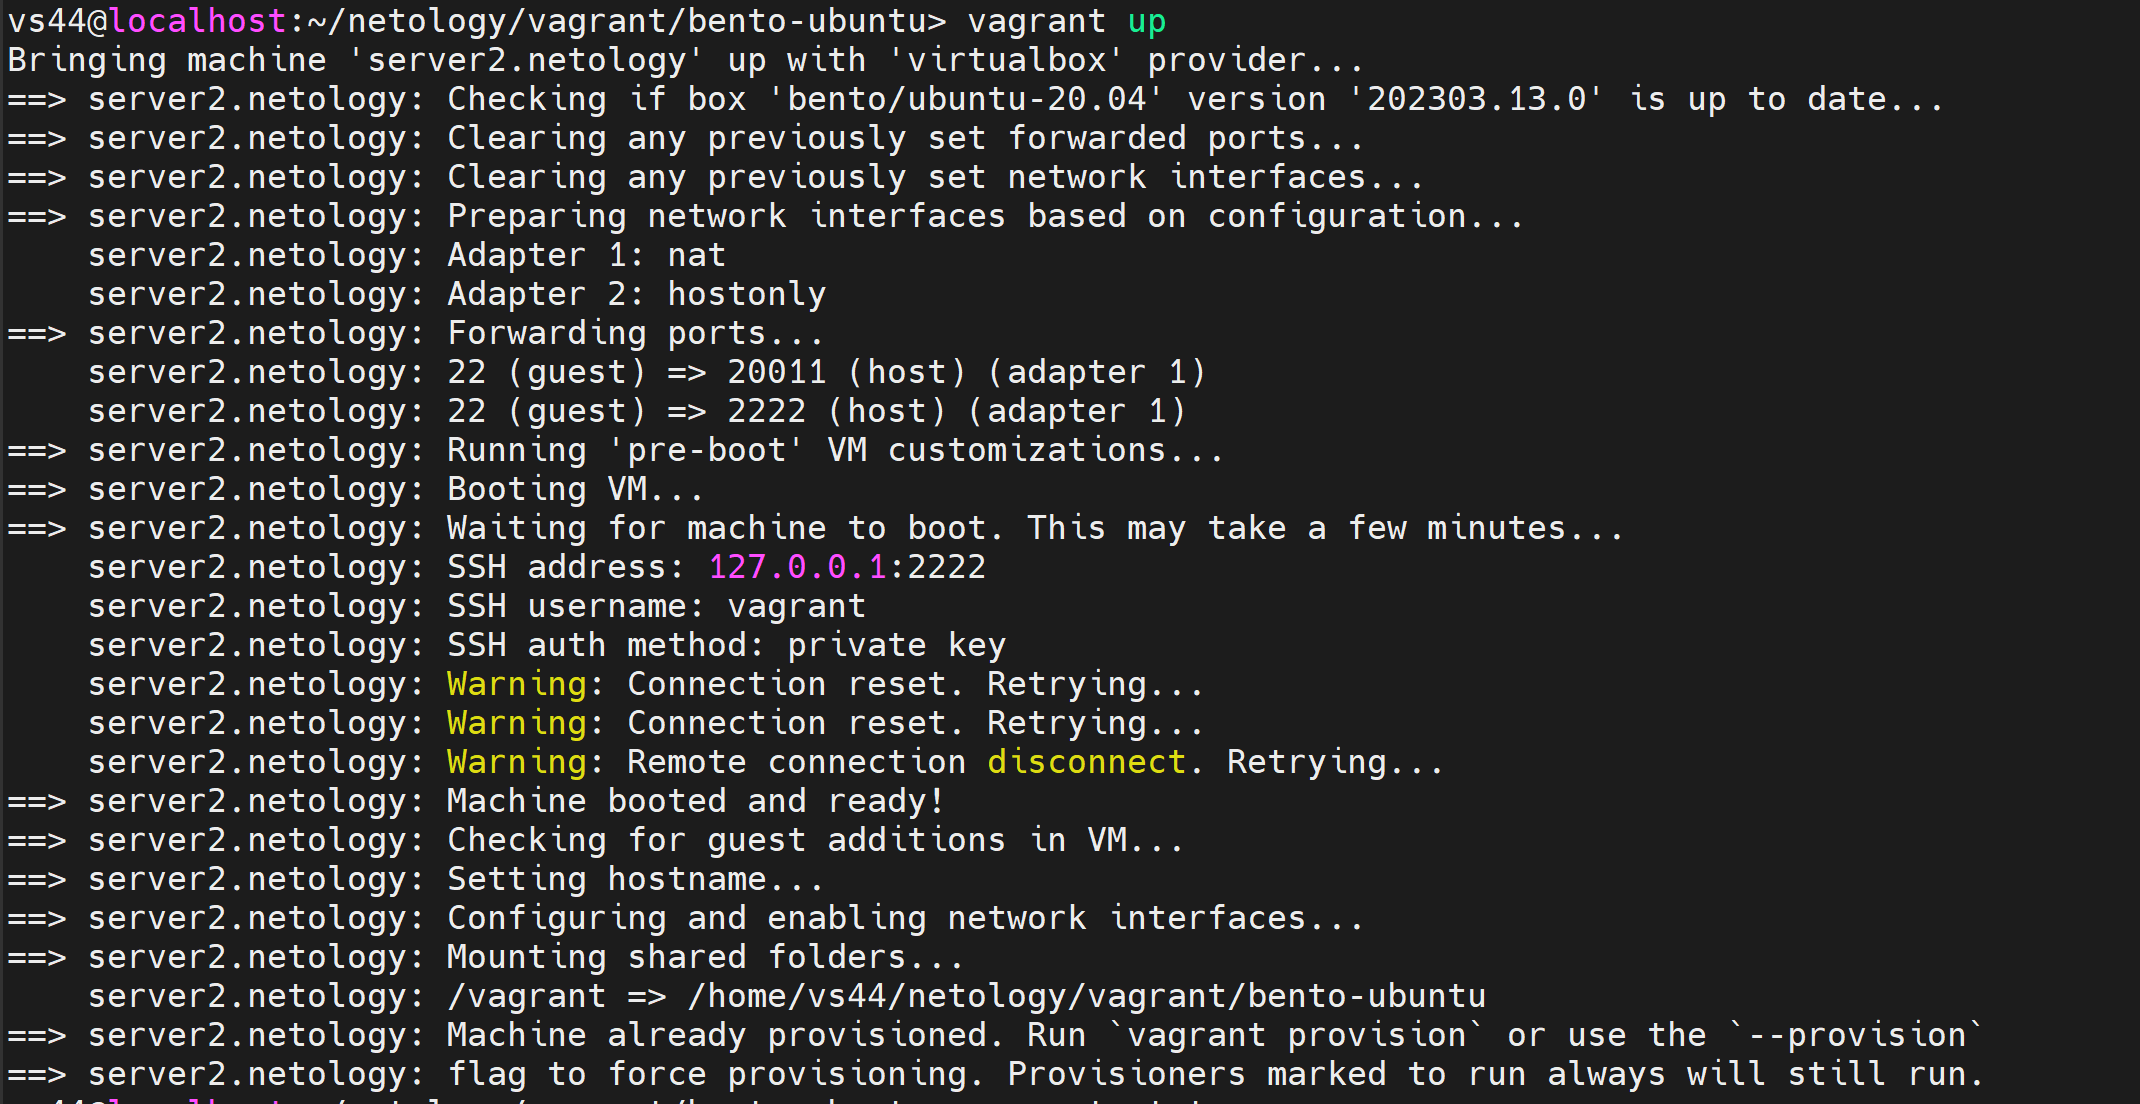 vs44@localhost:~/netology/vagrant/bento-ubuntu> vagrant up
Bringing machine 'server2.netology' up with 'virtualbox' provider...
==> server2.netology: Checking if box 'bento/ubuntu-20.04' version '202303.13.0' is up to date...
==> server2.netology: Clearing any previously set forwarded ports...
==> server2.netology: Clearing any previously set network interfaces...
==> server2.netology: Preparing network interfaces based on configuration...
    server2.netology: Adapter 1: nat
    server2.netology: Adapter 2: hostonly
==> server2.netology: Forwarding ports...
    server2.netology: 22 (guest) => 20011 (host) (adapter 1)
    server2.netology: 22 (guest) => 2222 (host) (adapter 1)
==> server2.netology: Running 'pre-boot' VM customizations...
==> server2.netology: Booting VM...
==> server2.netology: Waiting for machine to boot. This may take a few minutes...
    server2.netology: SSH address: 127.0.0.1:2222
    server2.netology: SSH username: vagrant
    server2.netology: SSH auth method: private key
    server2.netology: Warning: Connection reset. Retrying...
    server2.netology: Warning: Connection reset. Retrying...
    server2.netology: Warning: Remote connection disconnect. Retrying...
==> server2.netology: Machine booted and ready!
==> server2.netology: Checking for guest additions in VM...
==> server2.netology: Setting hostname...
==> server2.netology: Configuring and enabling network interfaces...
==> server2.netology: Mounting shared folders...
    server2.netology: /vagrant => /home/vs44/netology/vagrant/bento-ubuntu
==> server2.netology: Machine already provisioned. Run `vagrant provision` or use the `--provision`
==> server2.netology: flag to force provisioning. Provisioners marked to run always will still run.